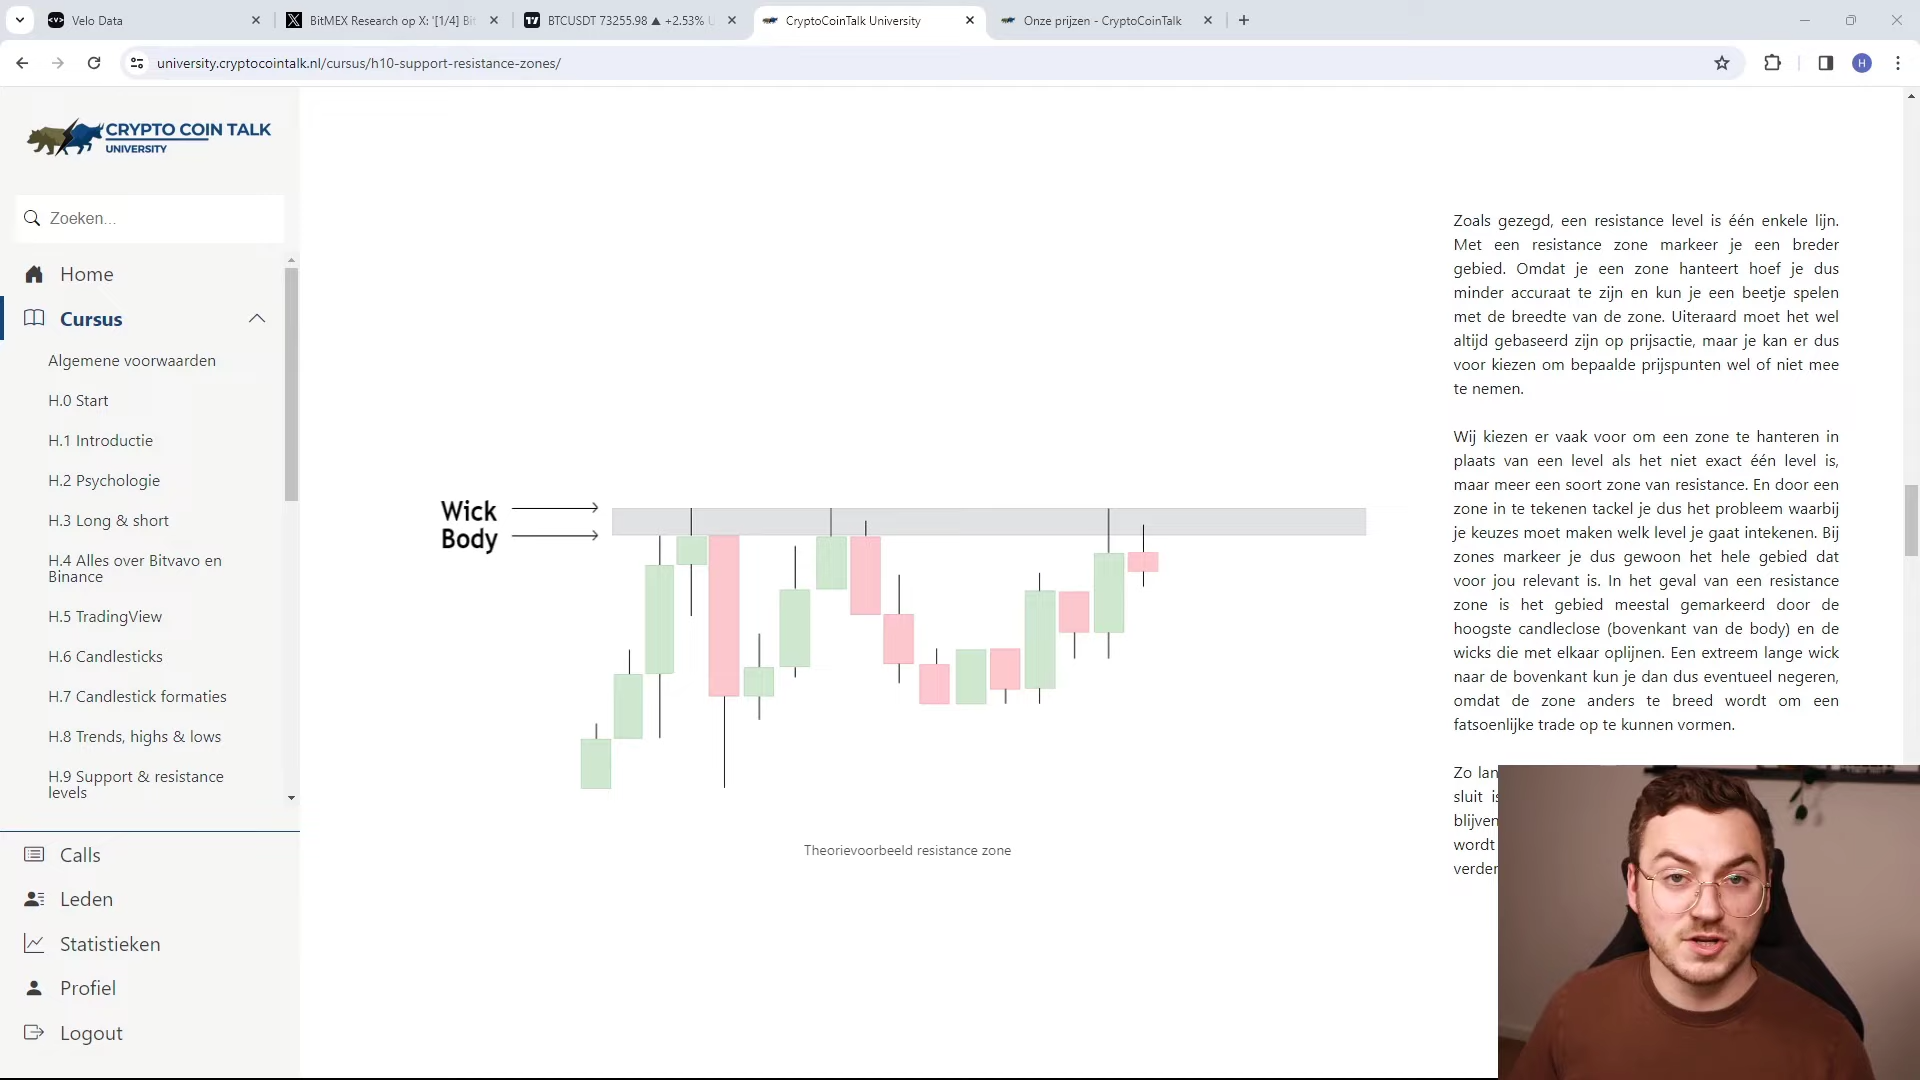 Velo Data
BitMEX Research op X: '[1/4] Bit
BTCUSDT 73255.98 ▲ +2.53% U
CryptoCoinTalk University
Onze prijzen - CryptoCoinTalk
university.cryptocointalk.nl/cursus/h10-support-resistance-zones/
H
CRYPTO COIN TALK
UNIVERSITY
Zoeken...
Home
Cursus
Algemene voorwaarden
H.0 Start
H.1 Introductie
H.2 Psychologie
H.3 Long & short
H.4 Alles over Bitvavo en
Binance
H.5 TradingView
H.6 Candlesticks
H.7 Candlestick formaties
H.8 Trends, highs & lows
H.9 Support & resistance
levels
Calls
Leden
Statistieken
Profiel
Logout
Wick
Body
Theorievoorbeeld resistance zone
Zoals gezegd, een resistance level is één enkele lijn.
Met een resistance zone markeer je een breder
gebied. Omdat je een zone hanteert hoef je dus
minder accuraat te zijn en kun je een beetje spelen
met de breedte van de zone. Uiteraard moet het wel
altijd gebaseerd zijn op prijsactie, maar je kan er dus
voor kiezen om bepaalde prijspunten wel of niet mee
te nemen.
Wij kiezen er vaak voor om een zone te hanteren in
plaats van een level als het niet exact één level is,
maar meer een soort zone van resistance. En door een
zone in te tekenen tackel je dus het probleem waarbij
je keuzes moet maken welk level je gaat intekenen. Bij
zones markeer je dus gewoon het hele gebied dat
voor jou relevant is. In het geval van een resistance
zone is het gebied meestal gemarkeerd door de
hoogste candleclose (bovenkant van de body) en de
wicks die met elkaar oplijnen. Een extreem lange wick
naar de bovenkant kun je dan dus eventueel negeren,
omdat de zone anders te breed wordt om een
fatsoenlijke trade op te kunnen vormen.
Zo lan
sluit is
blijven
wordt
verder